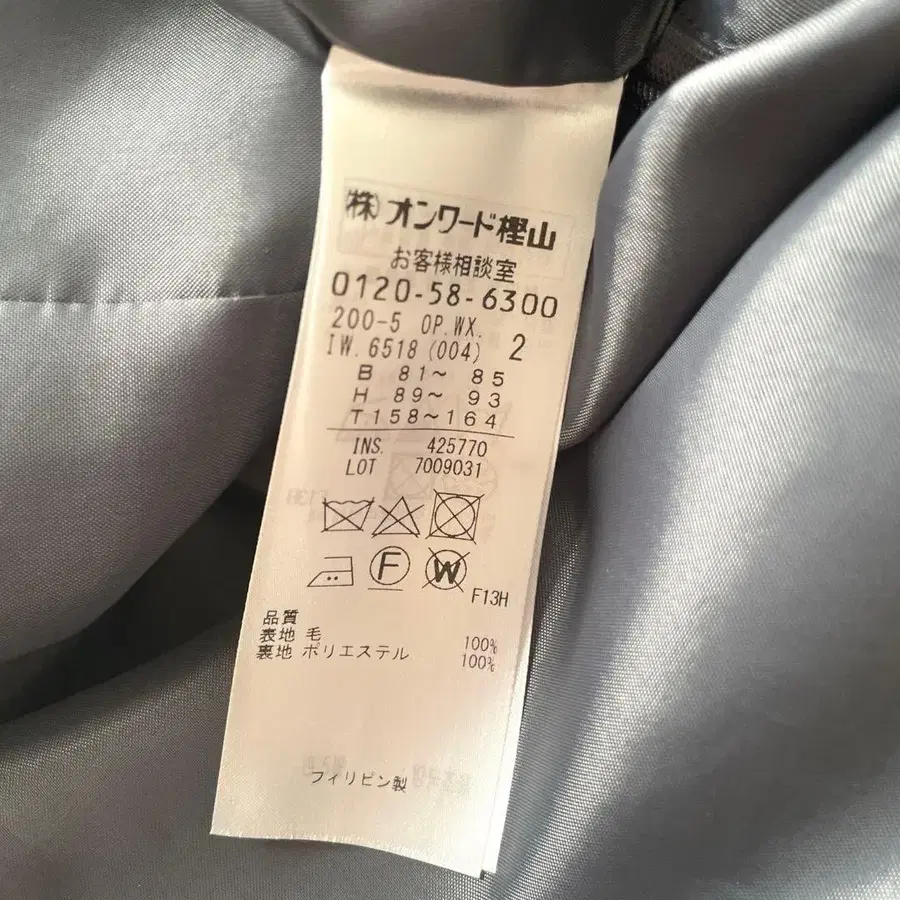 (株)オンワード樫山
お客様相談室
0120-58-6300
200-5 OP.WX. 2
IW.6518(004)
B 81～ 85
H 89～ 93
T158～164
INS. 425770
LOT 7009031
F W
F13H
品質
表地 毛 100%
裏地 ポリエステル 100%
フィリピン製